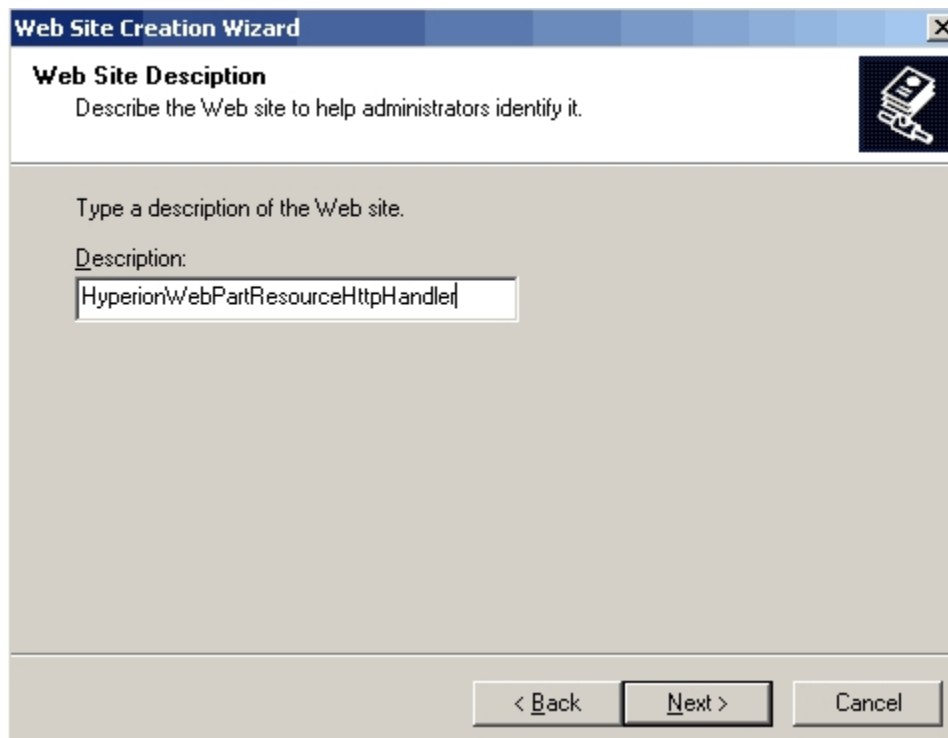 Web Site Creation Wizard
Web Site Desciption
Describe the Web site to help administrators identify it.
Type a description of the Web site.
Description:
HyperionWebPartResourceHttpHandler
< Back Next > Cancel